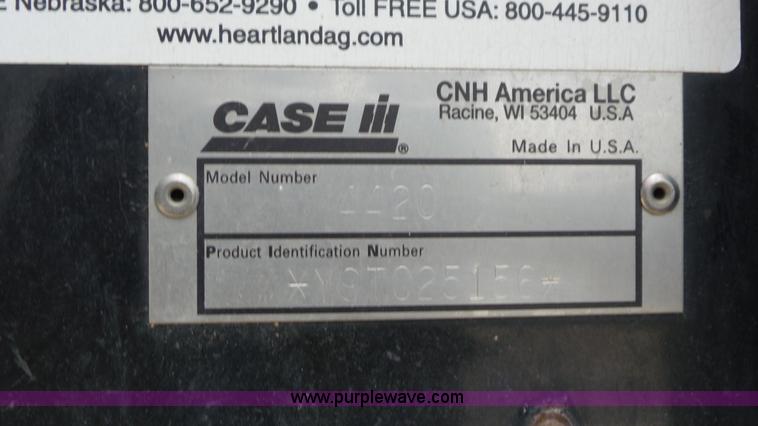 Nebraska: 800-652-9290 • Toll FREE USA: 800-445-9110
www.heartlandag.com
CASE IH ®
CNH America LLC
Racine, WI 53404 U.S.A
Made In U.S.A.
Model Number
4420
Product Identification Number
*Y9T025156*
www.purplewave.com